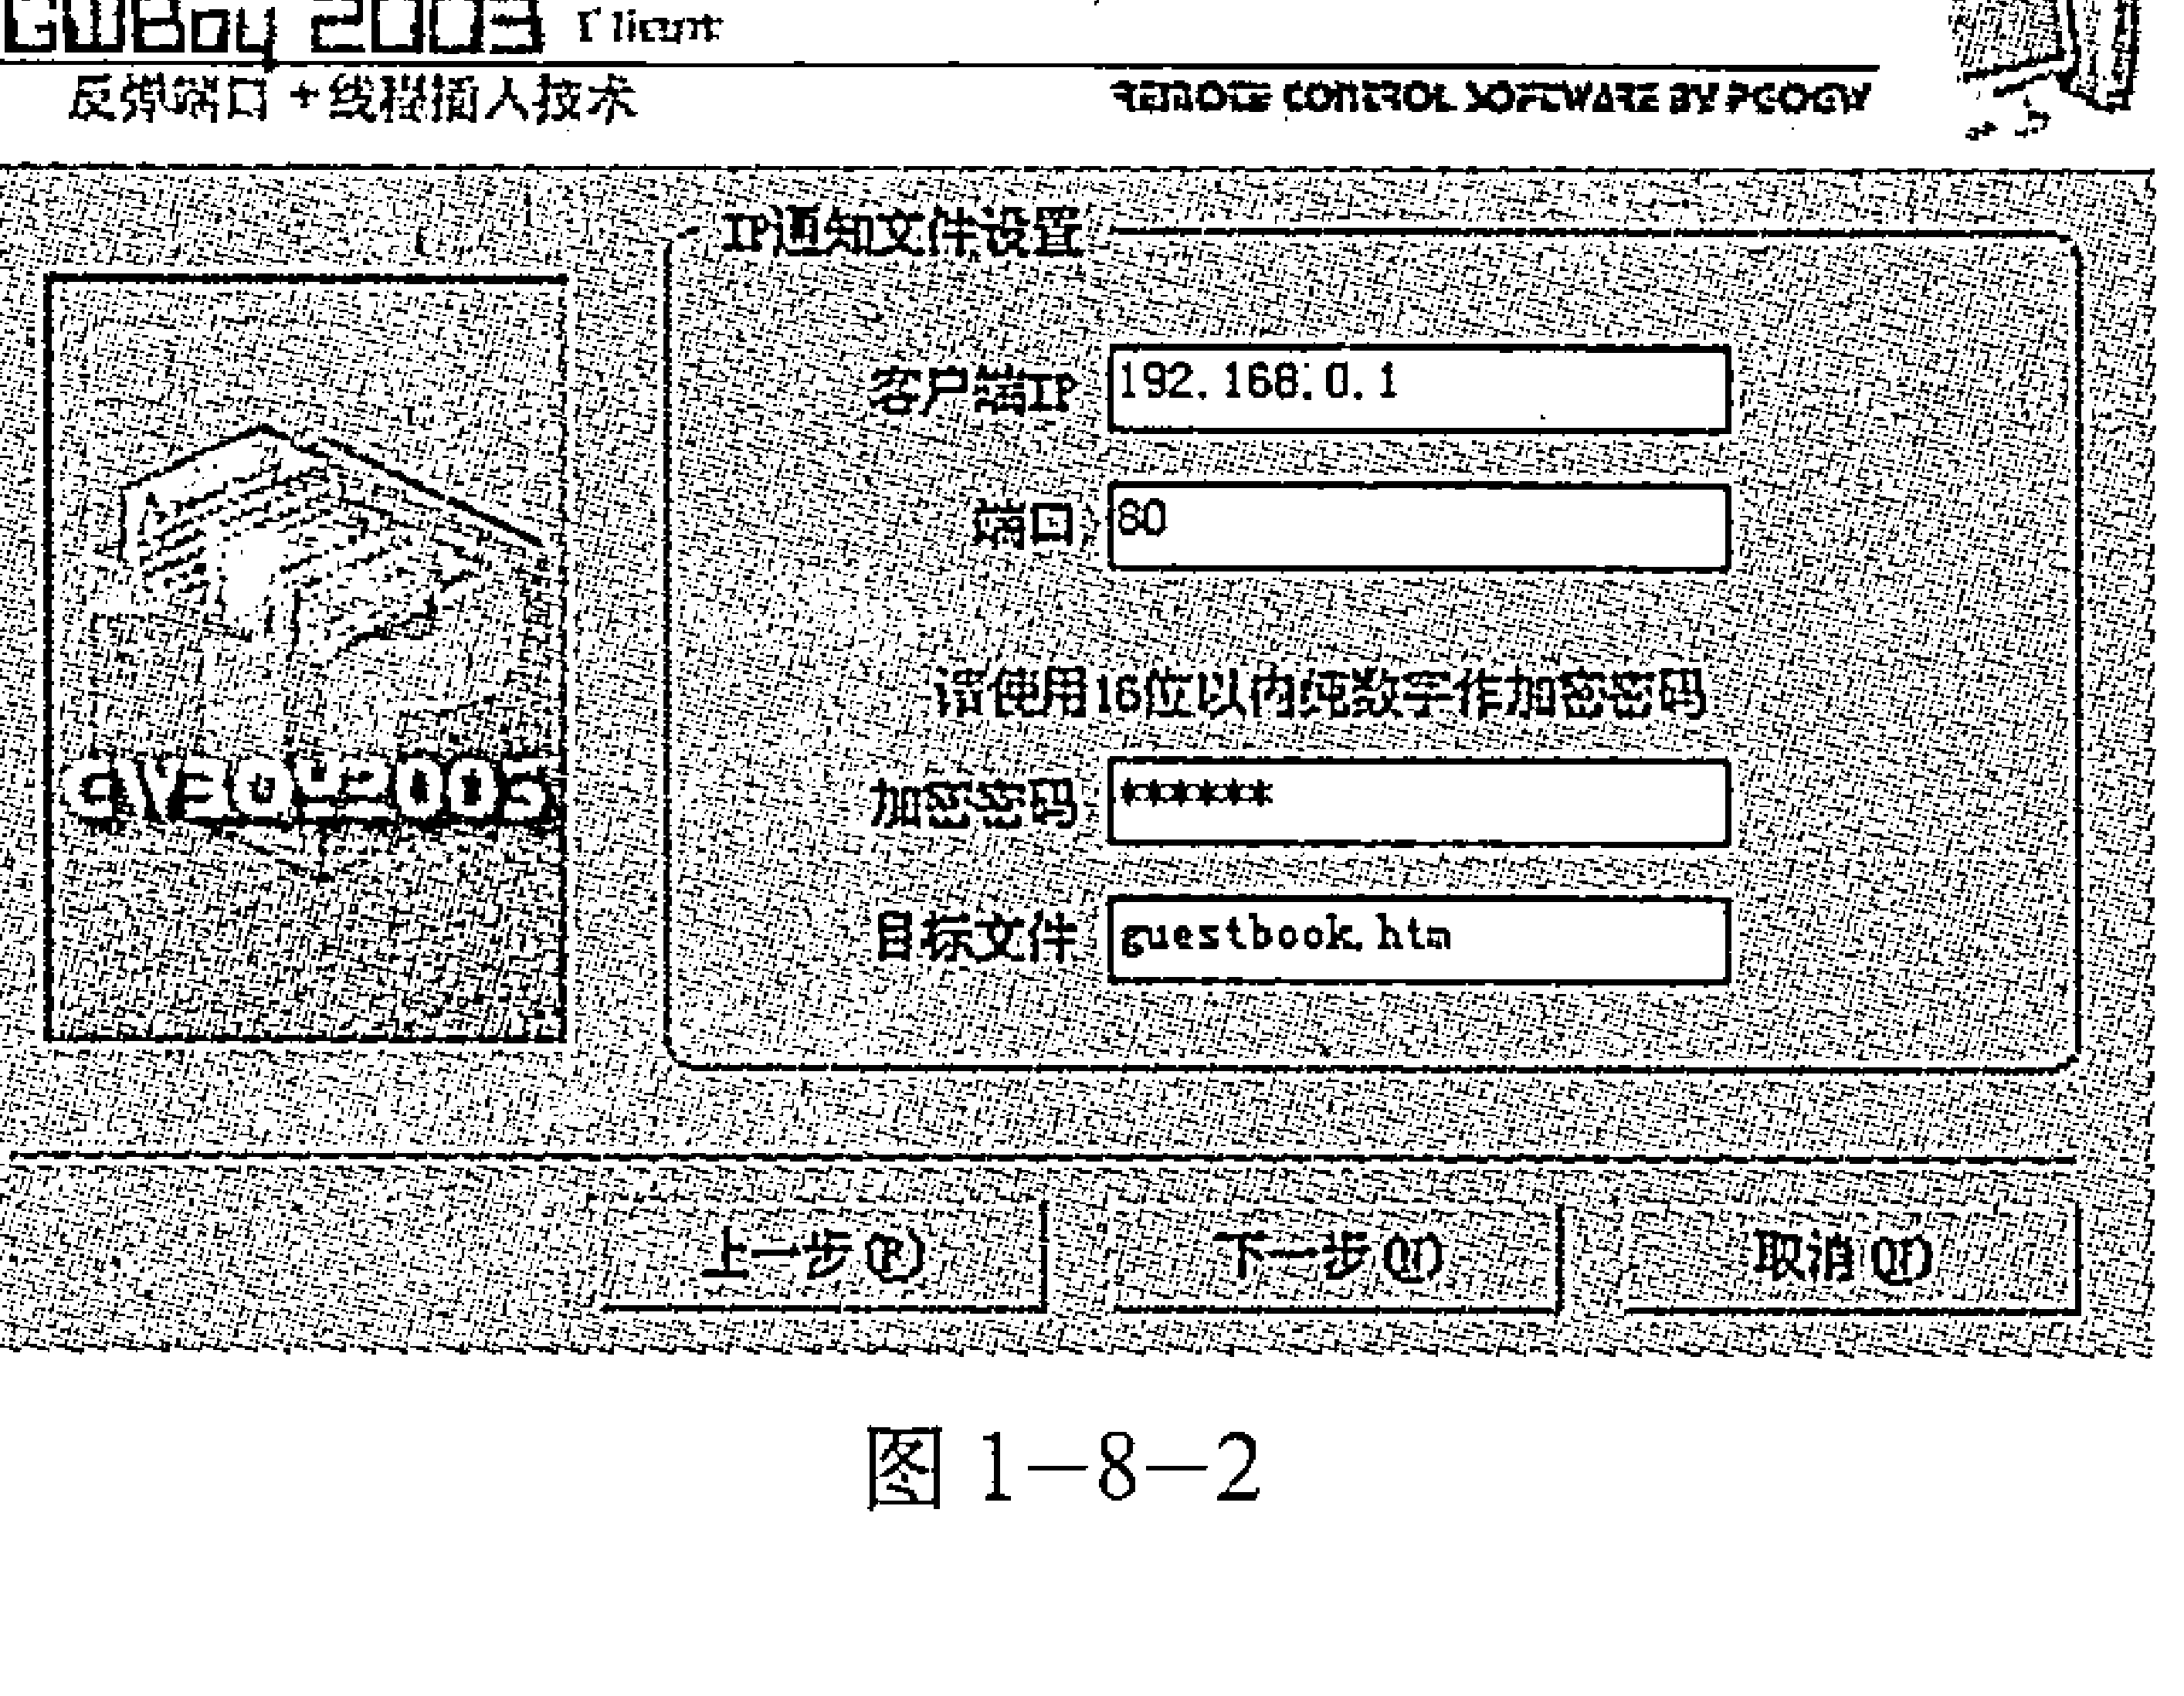 GWBoy 2003 Client
反弹端口+线程插入技术
REMOTE CONTROL SOFTWARE BY PCOGW
IP通知文件设置
客户端IP 192.168.0.1
端口 80
请使用16位以内纯数字作加密密码
加密密码 ******
目标文件 guestbook.htm
上一步(P) 下一步(N) 取消
图 1-8-2